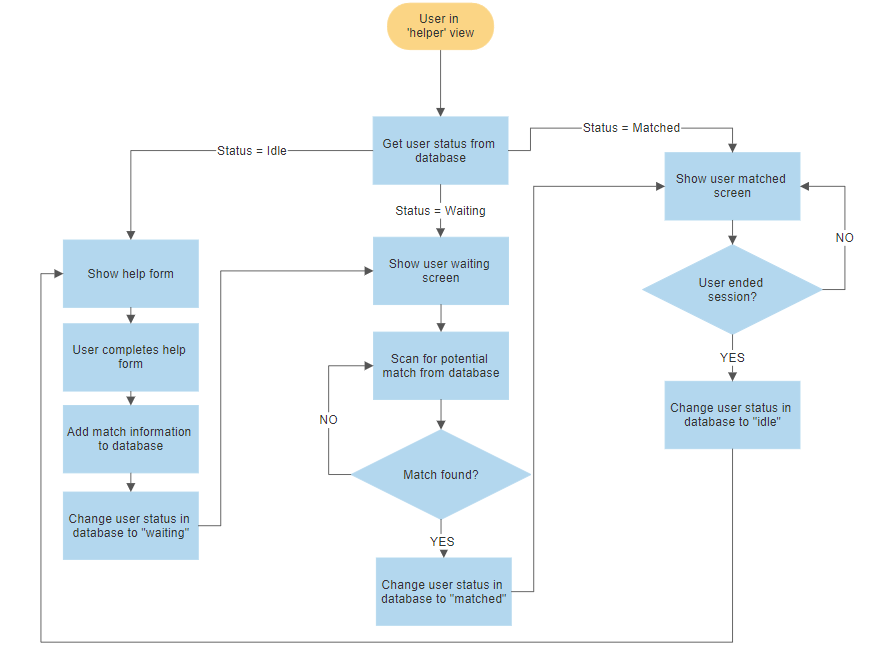 User in
'helper' view
Get user status from
database
Status = Idle
Status = Waiting
Status = Matched
Show help form
User completes help
form
Add match information
to database
Change user status in
database to "waiting"
Show user waiting
screen
Scan for potential
match from database
NO
Match found?
YES
Change user status in
database to "matched"
Show user matched
screen
NO
User ended
session?
YES
Change user status in
database to "idle"